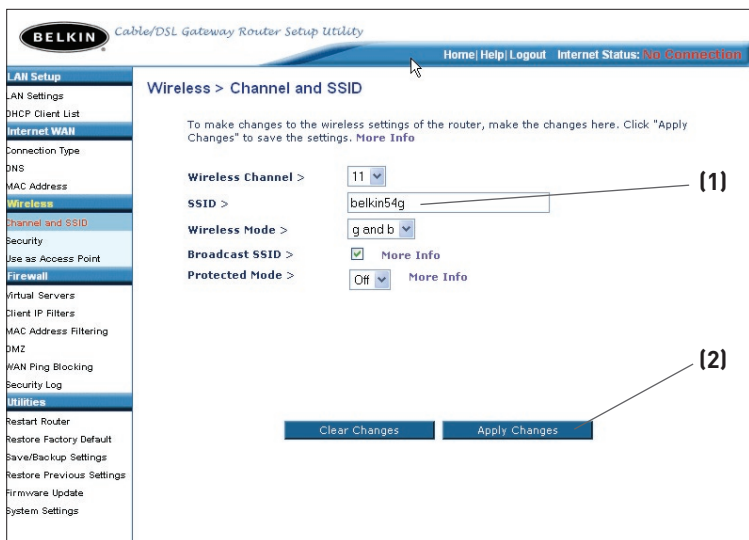 BELKIN Cable/DSL Gateway Router Setup Utility
Home| Help| Logout Internet Status: No Connection
LAN Setup
LAN Settings
DHCP Client List
Internet WAN
Connection Type
DNS
MAC Address
Wireless
Channel and SSID
Security
Use as Access Point
Firewall
Virtual Servers
Client IP Filters
MAC Address Filtering
DMZ
WAN Ping Blocking
Security Log
Utilities
Restart Router
Restore Factory Default
Save/Backup Settings
Restore Previous Settings
Firmware Update
System Settings
Wireless > Channel and SSID
To make changes to the wireless settings of the router, make the changes here. Click "Apply
Changes" to save the settings. More Info
Wireless Channel > 11
SSID > belkin54g
(1)
Wireless Mode > g and b
Broadcast SSID > More Info
Protected Mode > Off More Info
(2)
Clear Changes Apply Changes